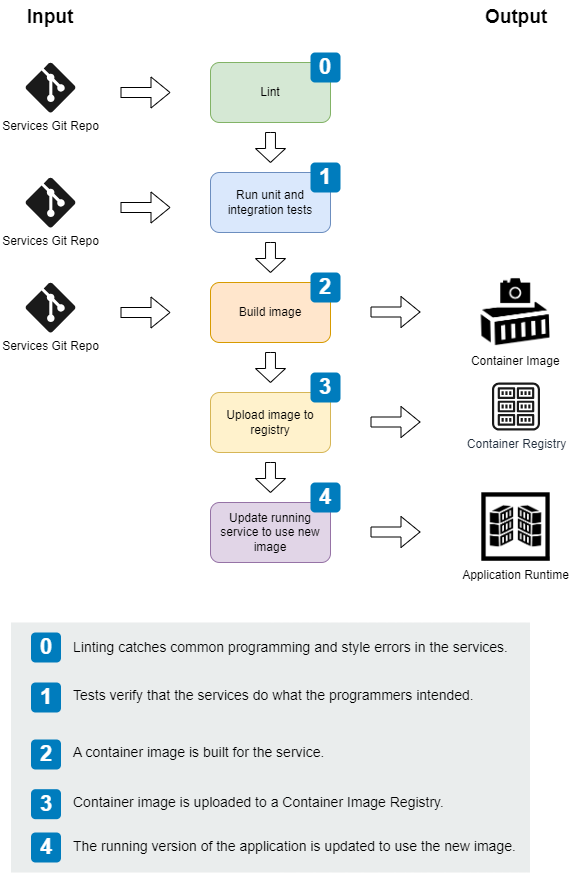 Input
Output
0
Lint
Services Git Repo
1
Run unit and
integration tests
Services Git Repo
2
Build image
Services Git Repo
Container Image
3
Upload image to
registry
Container Registry
4
Update running
service to use new
image
Application Runtime
0 Linting catches common programming and style errors in the services.
1 Tests verify that the services do what the programmers intended.
2 A container image is built for the service.
3 Container image is uploaded to a Container Image Registry.
4 The running version of the application is updated to use the new image.